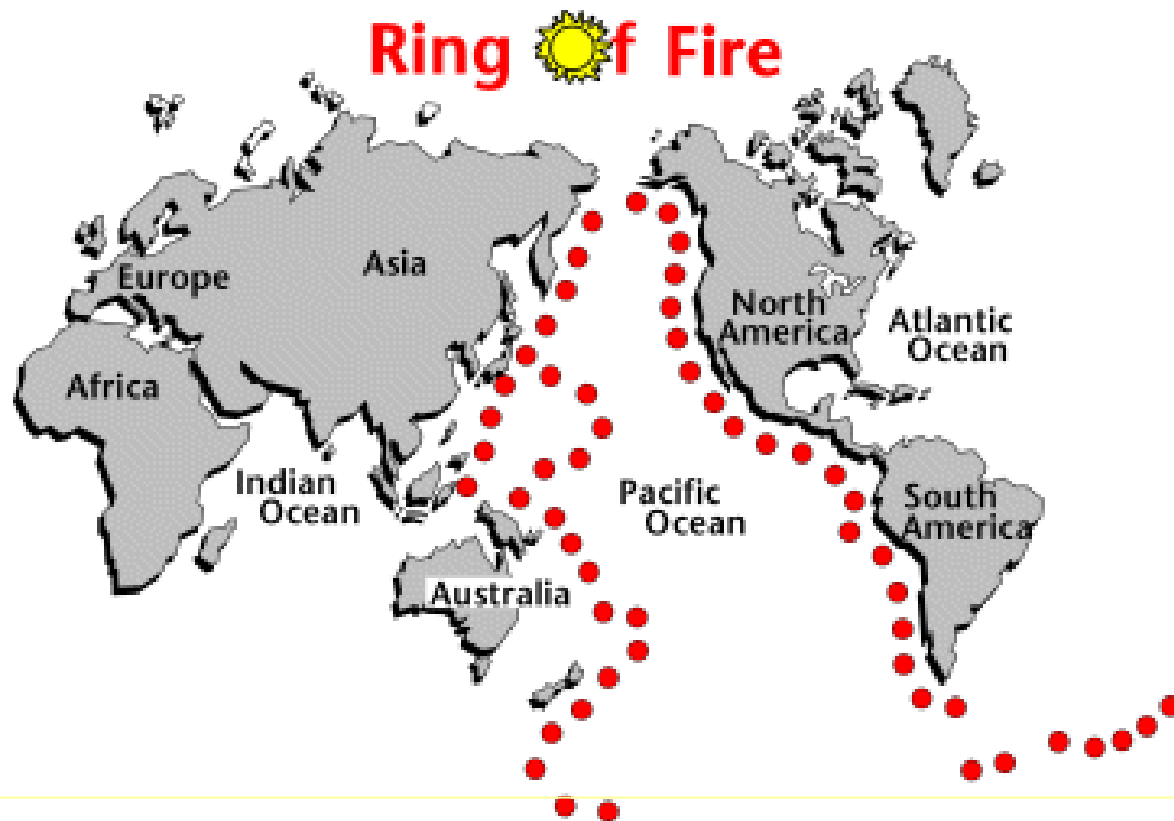 Ring Of Fire
Europe
Asia
North
America
Atlantic
Ocean
Africa
Indian
Ocean
Pacific
Ocean
South
America
Australia